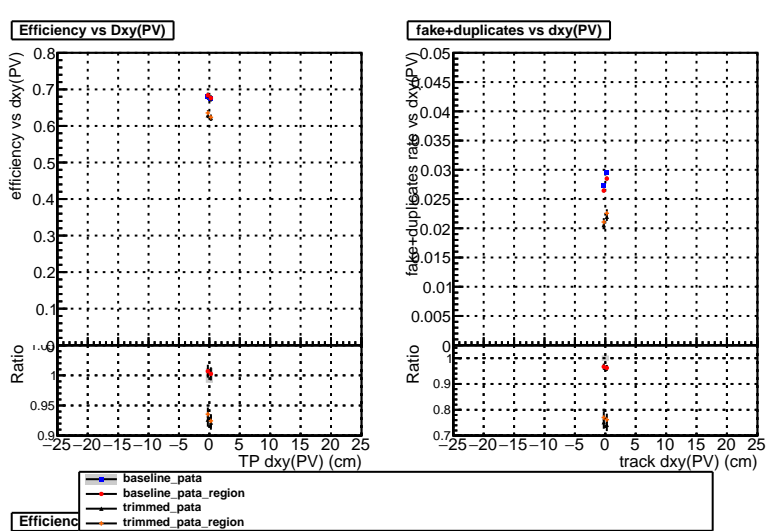 Efficiency vs Dxy(PV)
efficiency vs dxy(PV)
0.8
0.7
0.6
0.5
0.4
0.3
0.2
0.1
0
Ratio
1
0.95
0.9
−25 −20 −15 −10 −5 0 5 10 15 20 25
TP dxy(PV) (cm)
fake+duplicates vs dxy(PV)
fake+duplicates rate vs dxy(PV)
0.05
0.045
0.04
0.035
0.03
0.025
0.02
0.015
0.01
0.005
0
Ratio
1
0.9
0.8
0.7
−25 −20 −15 −10 −5 0 5 10 15 20 25
track dxy(PV) (cm)
baseline_pata
baseline_pata_region
trimmed_pata
trimmed_pata_region
Efficienc